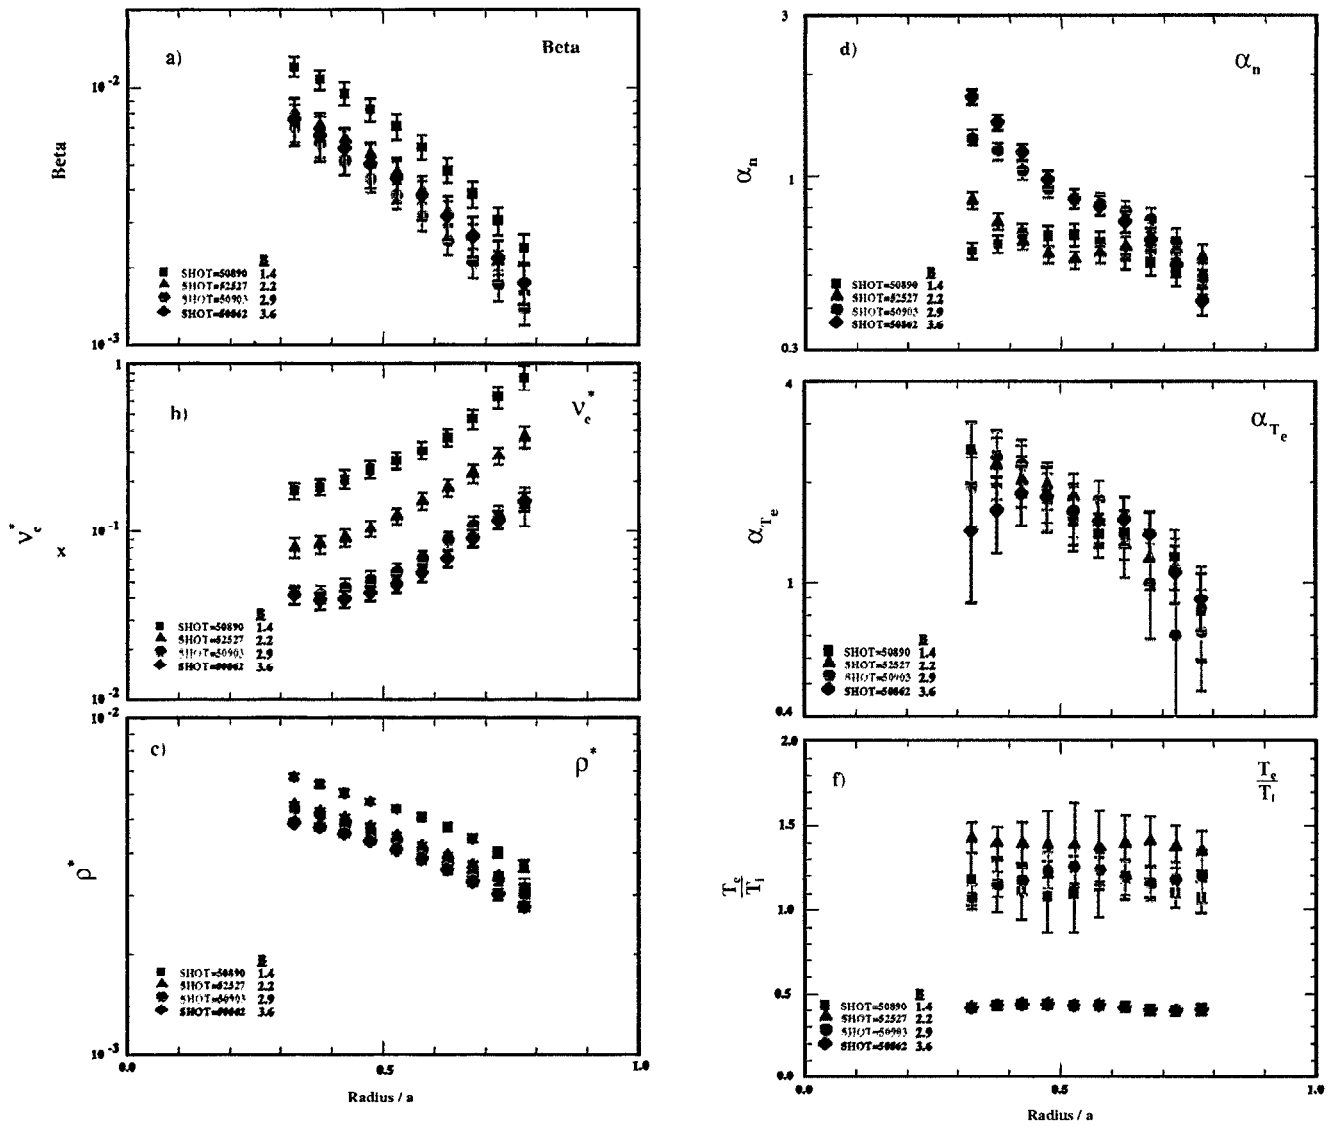 a)
Beta
Beta
10-2
10-3
SHOT=50890 1.4
SHOT=52527 2.2
SHOT=50903 2.9
SHOT=50862 3.6
b)
νe*
νe*
x
1
10-1
10-2
SHOT=50890 1.4
SHOT=52527 2.2
SHOT=50903 2.9
3.6
c)
ρ*
ρ*
10-2
10-3
SHOT=50890 1.4
SHOT=52527 2.2
SHOT=50903 2.9
3.6
0.0 0.5 1.0
Radius / a
d)
αn
αn
3
1
0.3
SHOT=50890 1.4
SHOT=52527 2.2
SHOT=50903 2.9
3.6
αTe
αTe
4
1
0.4
SHOT=50890 1.4
SHOT=52527 2.2
SHOT=50903 2.9
SHOT=50862 3.6
f)
Te
Ti
Te
Ti
2.0
1.5
1.0
0.5
0.0
SHOT=50890 1.4
SHOT=52527 2.2
SHOT=50903 2.9
SHOT=50862 3.6
0.0 0.5 1.0
Radius / a